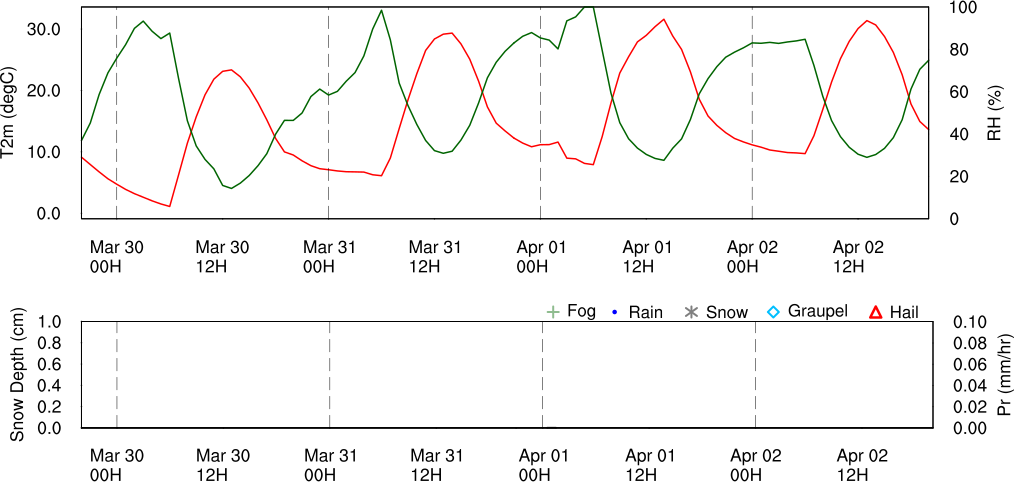 T2m (degC)
30.0
20.0
10.0
0.0
100
80
60
40
20
0
RH (%)
Mar 30 Mar 30 Mar 31 Mar 31 Apr 01 Apr 01 Apr 02 Apr 02
00H 12H 00H 12H 00H 12H 00H 12H
Fog Rain Snow Graupel Hail
Snow Depth (cm)
1.0
0.8
0.6
0.4
0.2
0.0
0.10
0.08
0.06
0.04
0.02
0.00
Pr (mm/hr)
Mar 30 Mar 30 Mar 31 Mar 31 Apr 01 Apr 01 Apr 02 Apr 02
00H 12H 00H 12H 00H 12H 00H 12H